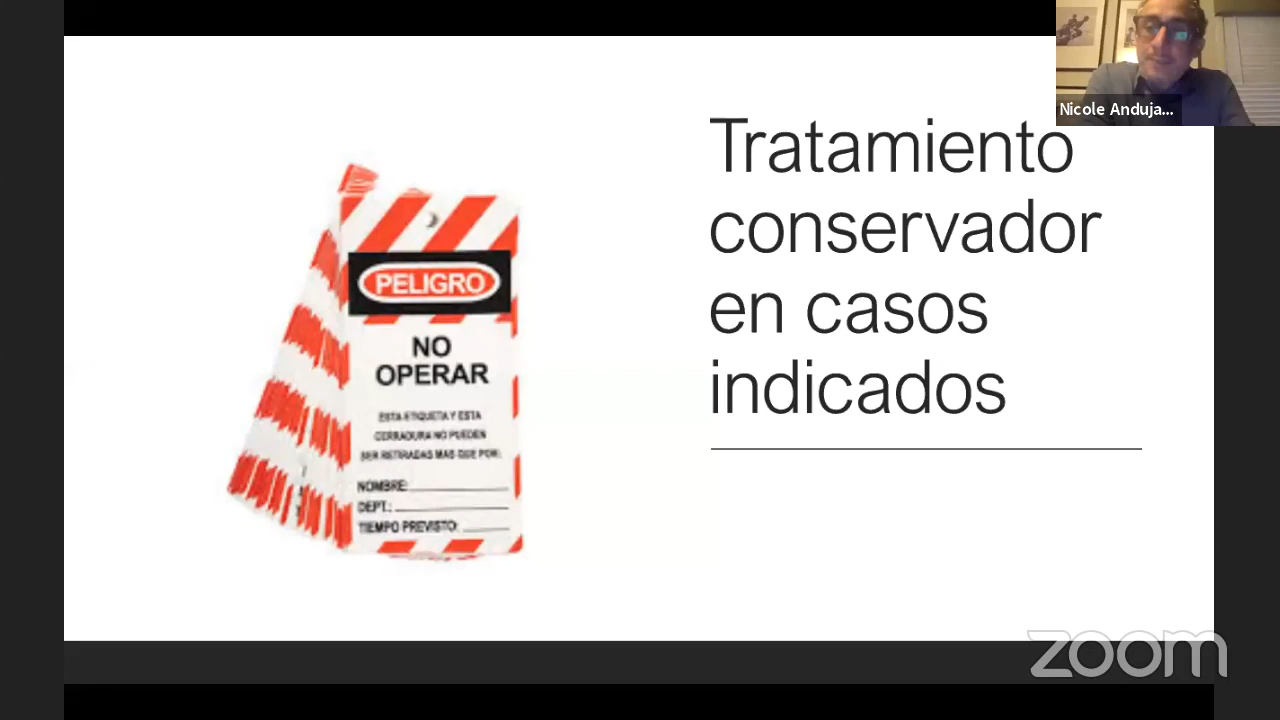 Nicole Anduja...
Tratamiento
conservador
en casos
indicados
PELIGRO
NO
OPERAR
ESTA ETIQUETA Y ESTA
CERRADURA NO PUEDEN
SER RETIRADAS MAS QUE POR:
NOMBRE:
DEPT.:
TIEMPO PREVISTO:
zoom